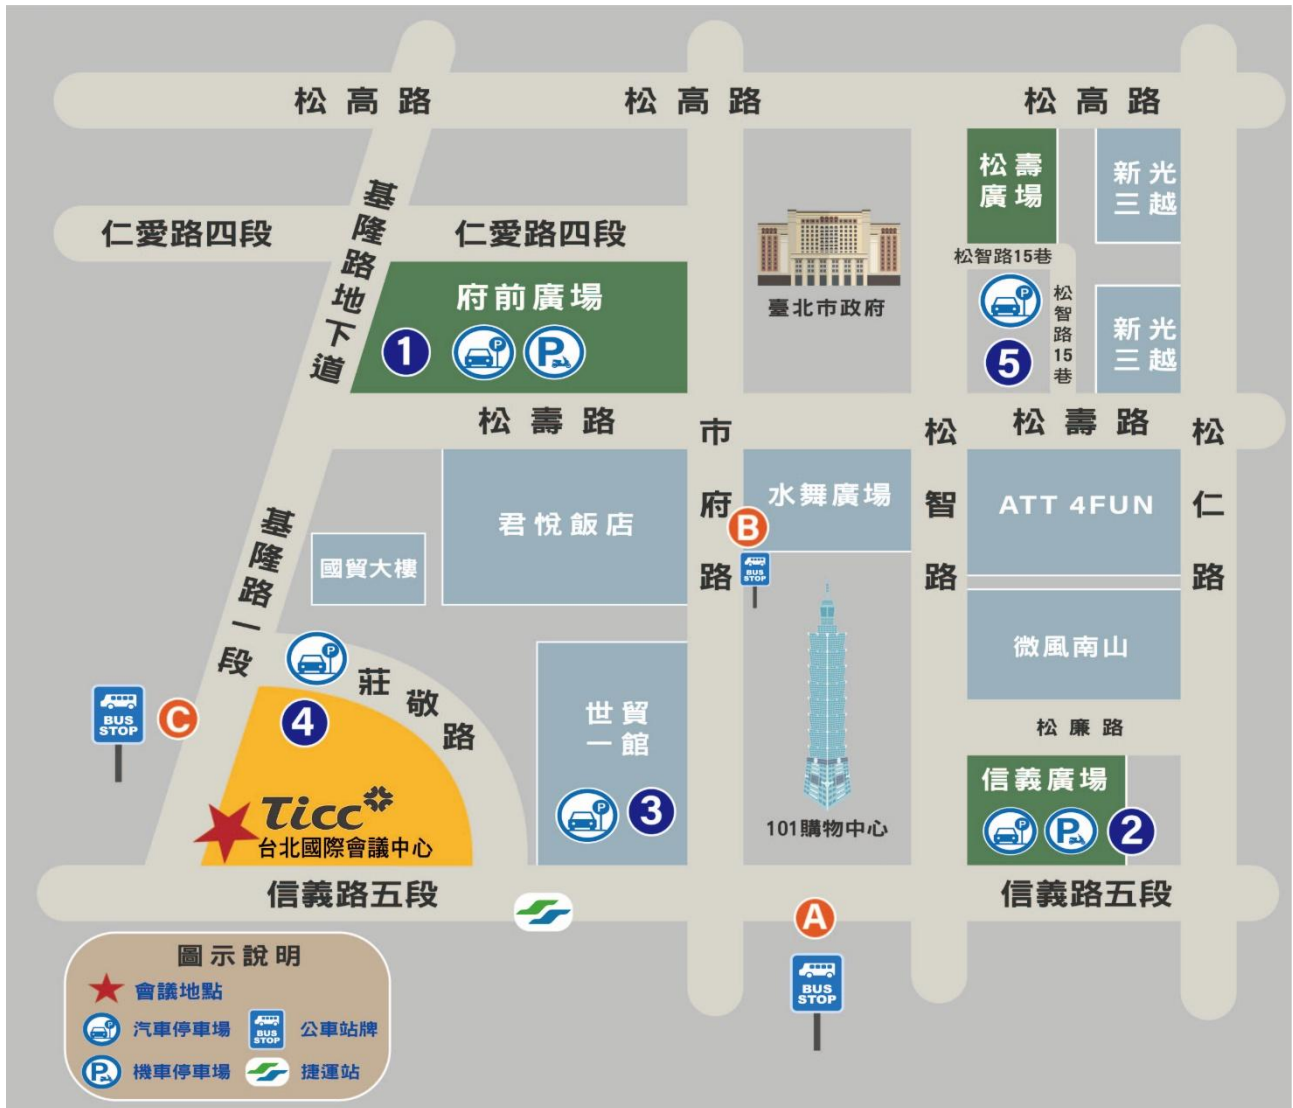 松高路
松高路
松高路
基隆路地下道
仁愛路四段
仁愛路四段
府前廣場
1
P
P
臺北市政府
松壽
廣場
新光
三越
松智路15巷
P
松智路15巷
5
新光
三越
松壽路
市府路
松智路
松壽路
松仁路
君悅飯店
國貿大樓
水舞廣場
B
BUS
STOP
ATT 4FUN
基隆路一段
P
莊敬路
4
BUS
STOP
C
世貿
一館
P
3
微風南山
松廉路
信義廣場
P
P
2
101購物中心
Ticc
台北國際會議中心
信義路五段
信義路五段
A
BUS
STOP
圖示說明
會議地點
P
汽車停車場
BUS
STOP
公車站牌
P
機車停車場
捷運站